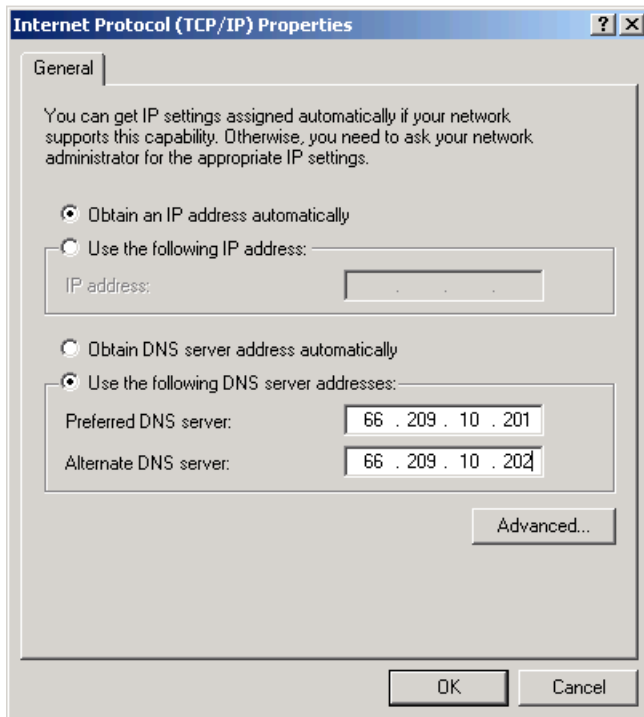 Internet Protocol (TCP/IP) Properties
General
You can get IP settings assigned automatically if your network
supports this capability. Otherwise, you need to ask your network
administrator for the appropriate IP settings.
Obtain an IP address automatically
Use the following IP address:
IP address: . . .
Obtain DNS server address automatically
Use the following DNS server addresses:
Preferred DNS server: 66 . 209 . 10 . 201
Alternate DNS server: 66 . 209 . 10 . 202
Advanced...
OK Cancel